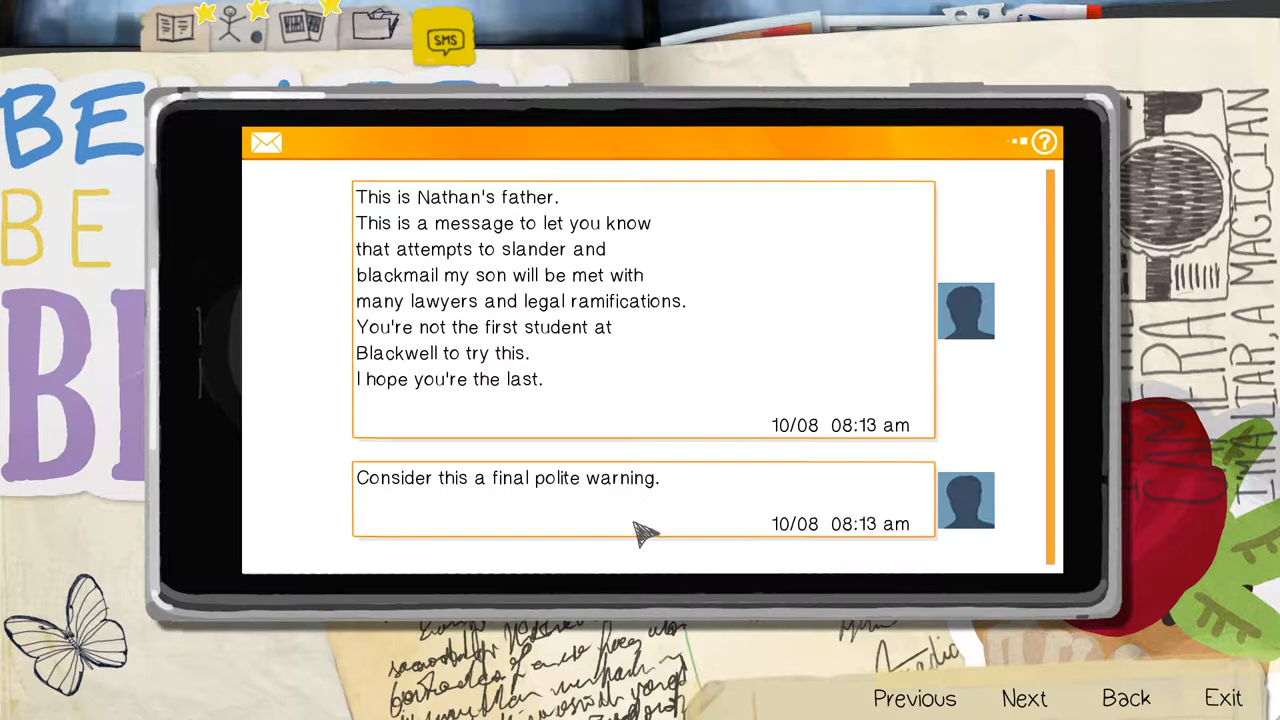 SMS
This is Nathan's father.
This is a message to let you know
that attempts to slander and
blackmail my son will be met with
many lawyers and legal ramifications.
You're not the first student at
Blackwell to try this.
I hope you're the last.
10/08 08:13 am
Consider this a final polite warning.
10/08 08:13 am
BE
BE
CAMERA
I'M A LIAR, A MAGICIAN
Previous
Next
Back
Exit